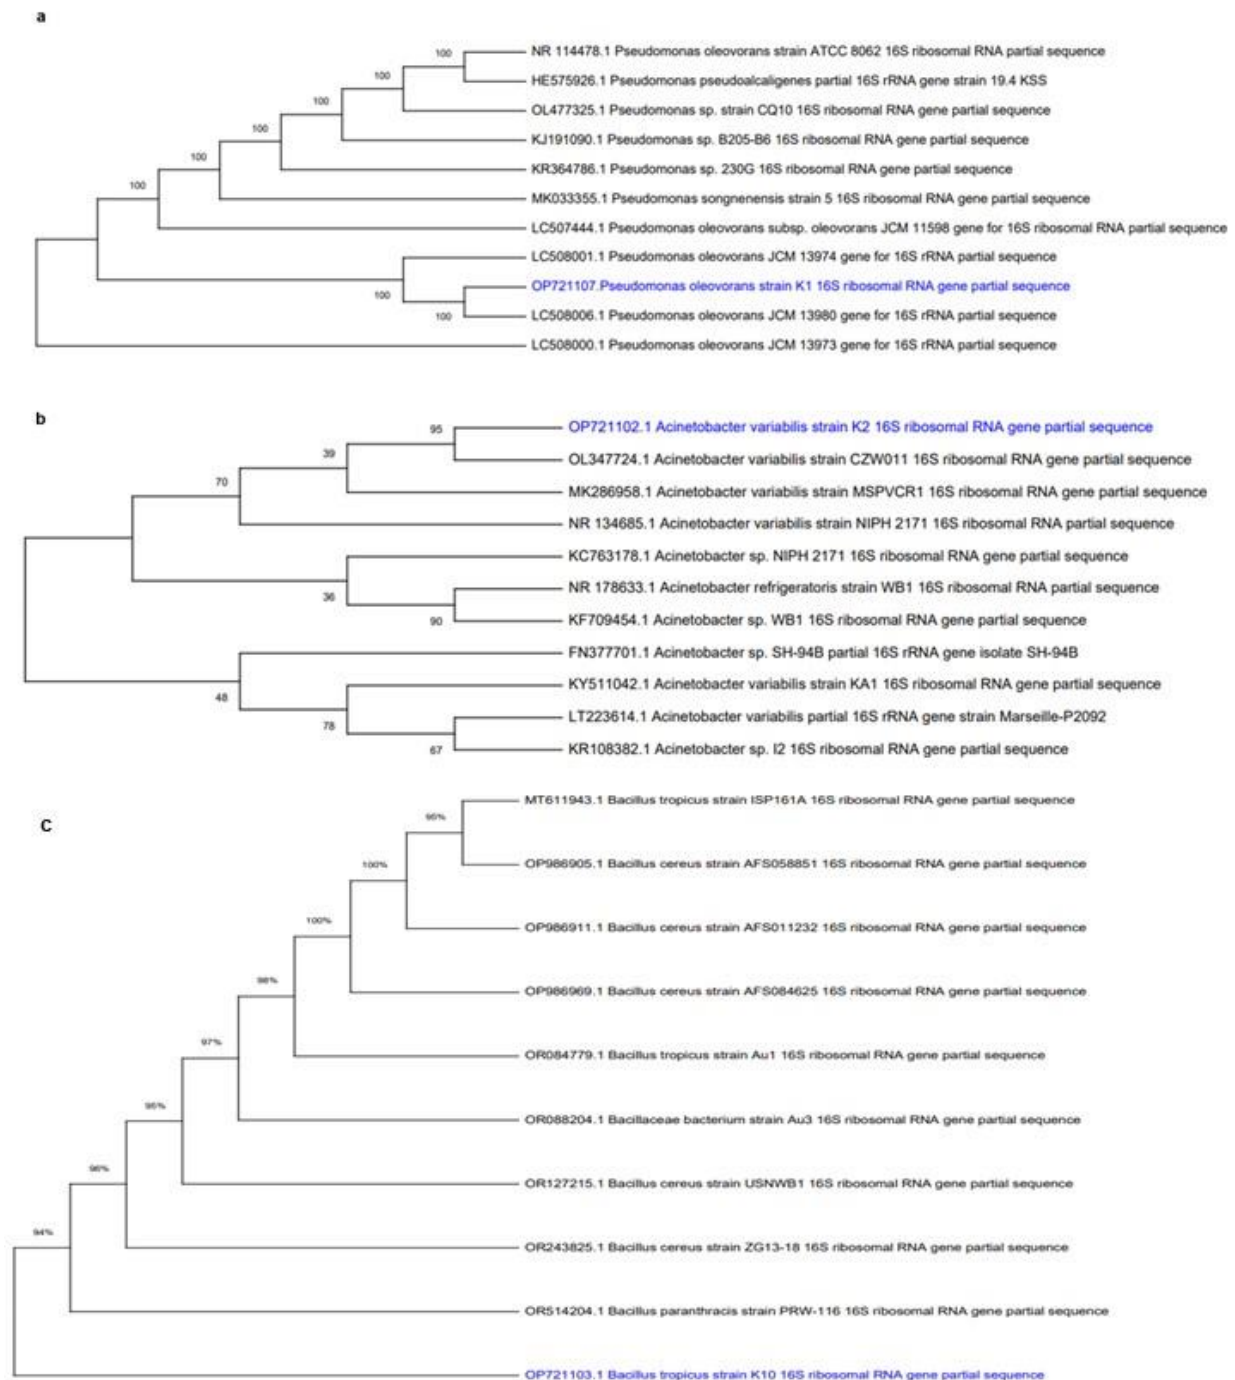 a
100
NR 114478.1 Pseudomonas oleovorans strain ATCC 8062 16S ribosomal RNA partial sequence
100
HE575926.1 Pseudomonas pseudoalcaligenes partial 16S rRNA gene strain 19.4 KSS
100
OL477325.1 Pseudomonas sp. strain CQ10 16S ribosomal RNA gene partial sequence
100
KJ191090.1 Pseudomonas sp. B205-B6 16S ribosomal RNA gene partial sequence
100
KR364786.1 Pseudomonas sp. 230G 16S ribosomal RNA gene partial sequence
100
MK033355.1 Pseudomonas songnenensis strain 5 16S ribosomal RNA gene partial sequence
LC507444.1 Pseudomonas oleovorans subsp. oleovorans JCM 11598 gene for 16S ribosomal RNA partial sequence
LC508001.1 Pseudomonas oleovorans JCM 13974 gene for 16S rRNA partial sequence
OP721107.Pseudomonas oleovorans strain K1 16S ribosomal RNA gene partial sequence
100
100
LC508006.1 Pseudomonas oleovorans JCM 13980 gene for 16S rRNA partial sequence
LC508000.1 Pseudomonas oleovorans JCM 13973 gene for 16S rRNA partial sequence
b
95
OP721102.1 Acinetobacter variabilis strain K2 16S ribosomal RNA gene partial sequence
39
OL347724.1 Acinetobacter variabilis strain CZW011 16S ribosomal RNA gene partial sequence
70
MK286958.1 Acinetobacter variabilis strain MSPVCR1 16S ribosomal RNA gene partial sequence
NR 134685.1 Acinetobacter variabilis strain NIPH 2171 16S ribosomal RNA partial sequence
KC763178.1 Acinetobacter sp. NIPH 2171 16S ribosomal RNA gene partial sequence
NR 178633.1 Acinetobacter refrigeratoris strain WB1 16S ribosomal RNA partial sequence
36
90
KF709454.1 Acinetobacter sp. WB1 16S ribosomal RNA gene partial sequence
FN377701.1 Acinetobacter sp. SH-94B partial 16S rRNA gene isolate SH-94B
KY511042.1 Acinetobacter variabilis strain KA1 16S ribosomal RNA gene partial sequence
48
LT223614.1 Acinetobacter variabilis partial 16S rRNA gene strain Marseille-P2092
78
67
KR108382.1 Acinetobacter sp. I2 16S ribosomal RNA gene partial sequence
C
MT611943.1 Bacillus tropicus strain ISP161A 16S ribosomal RNA gene partial sequence
95%
OP986905.1 Bacillus cereus strain AFS058851 16S ribosomal RNA gene partial sequence
100%
OP986911.1 Bacillus cereus strain AFS011232 16S ribosomal RNA gene partial sequence
100%
OP986969.1 Bacillus cereus strain AFS084625 16S ribosomal RNA gene partial sequence
98%
OR084779.1 Bacillus tropicus strain Au1 16S ribosomal RNA gene partial sequence
97%
OR088204.1 Bacillaceae bacterium strain Au3 16S ribosomal RNA gene partial sequence
95%
OR127215.1 Bacillus cereus strain USNWB1 16S ribosomal RNA gene partial sequence
96%
OR243825.1 Bacillus cereus strain ZG13-18 16S ribosomal RNA gene partial sequence
94%
OR514204.1 Bacillus paranthracis strain PRW-116 16S ribosomal RNA gene partial sequence
OP721103.1 Bacillus tropicus strain K10 16S ribosomal RNA gene partial sequence